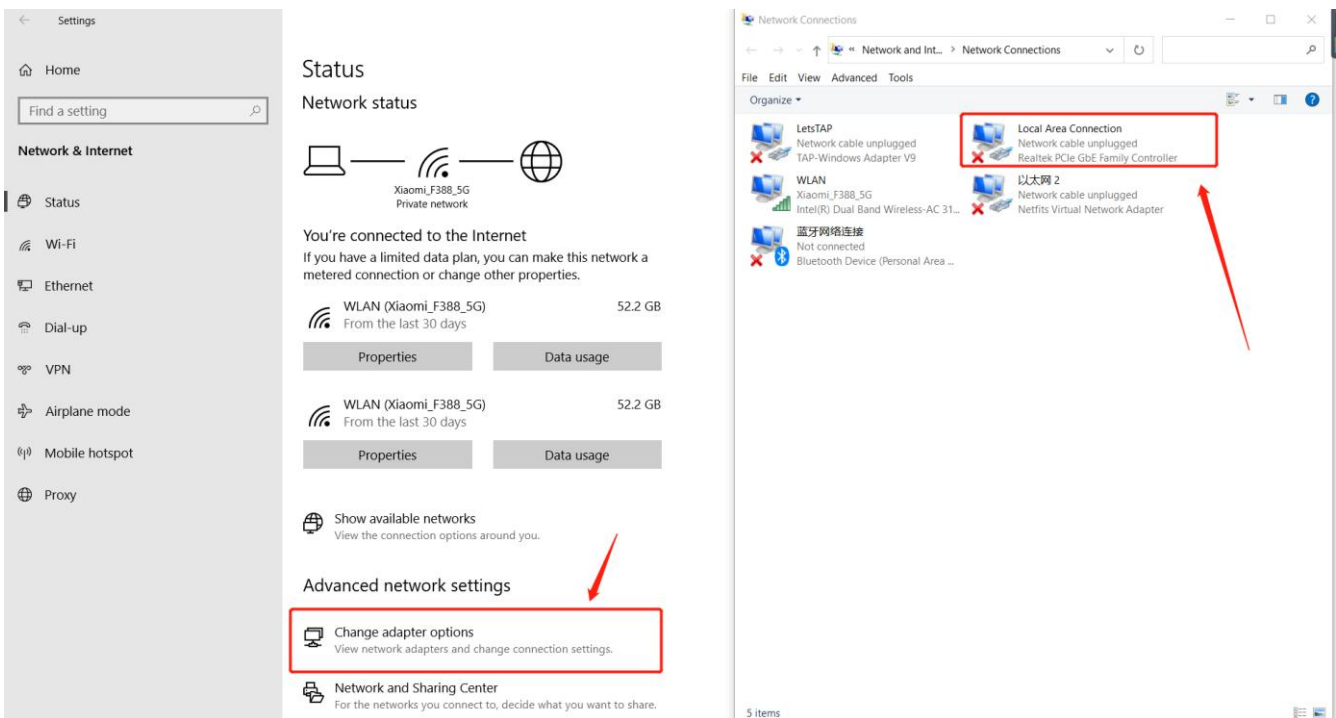 Settings
Home
Find a setting
Network & Internet
Status
Wi-Fi
Ethernet
Dial-up
VPN
Airplane mode
Mobile hotspot
Proxy
Status
Network status
Xiaomi_F388_5G
Private network
You're connected to the Internet
If you have a limited data plan, you can make this network a
metered connection or change other properties.
WLAN (Xiaomi_F388_5G) 52.2 GB
From the last 30 days
Properties Data usage
WLAN (Xiaomi_F388_5G) 52.2 GB
From the last 30 days
Properties Data usage
Show available networks
View the connection options around you.
Advanced network settings
Change adapter options
View network adapters and change connection settings.
Network and Sharing Center
For the networks you connect to, decide what you want to share.
Network Connections
« Network and Int... > Network Connections
File Edit View Advanced Tools
Organize
LetsTAP
Network cable unplugged
TAP-Windows Adapter V9
Local Area Connection
Network cable unplugged
Realtek PCIe GbE Family Controller
WLAN
Xiaomi_F388_5G
Intel(R) Dual Band Wireless-AC 31...
以太网 2
Network cable unplugged
Netfits Virtual Network Adapter
蓝牙网络连接
Not connected
Bluetooth Device (Personal Area ...
5 items